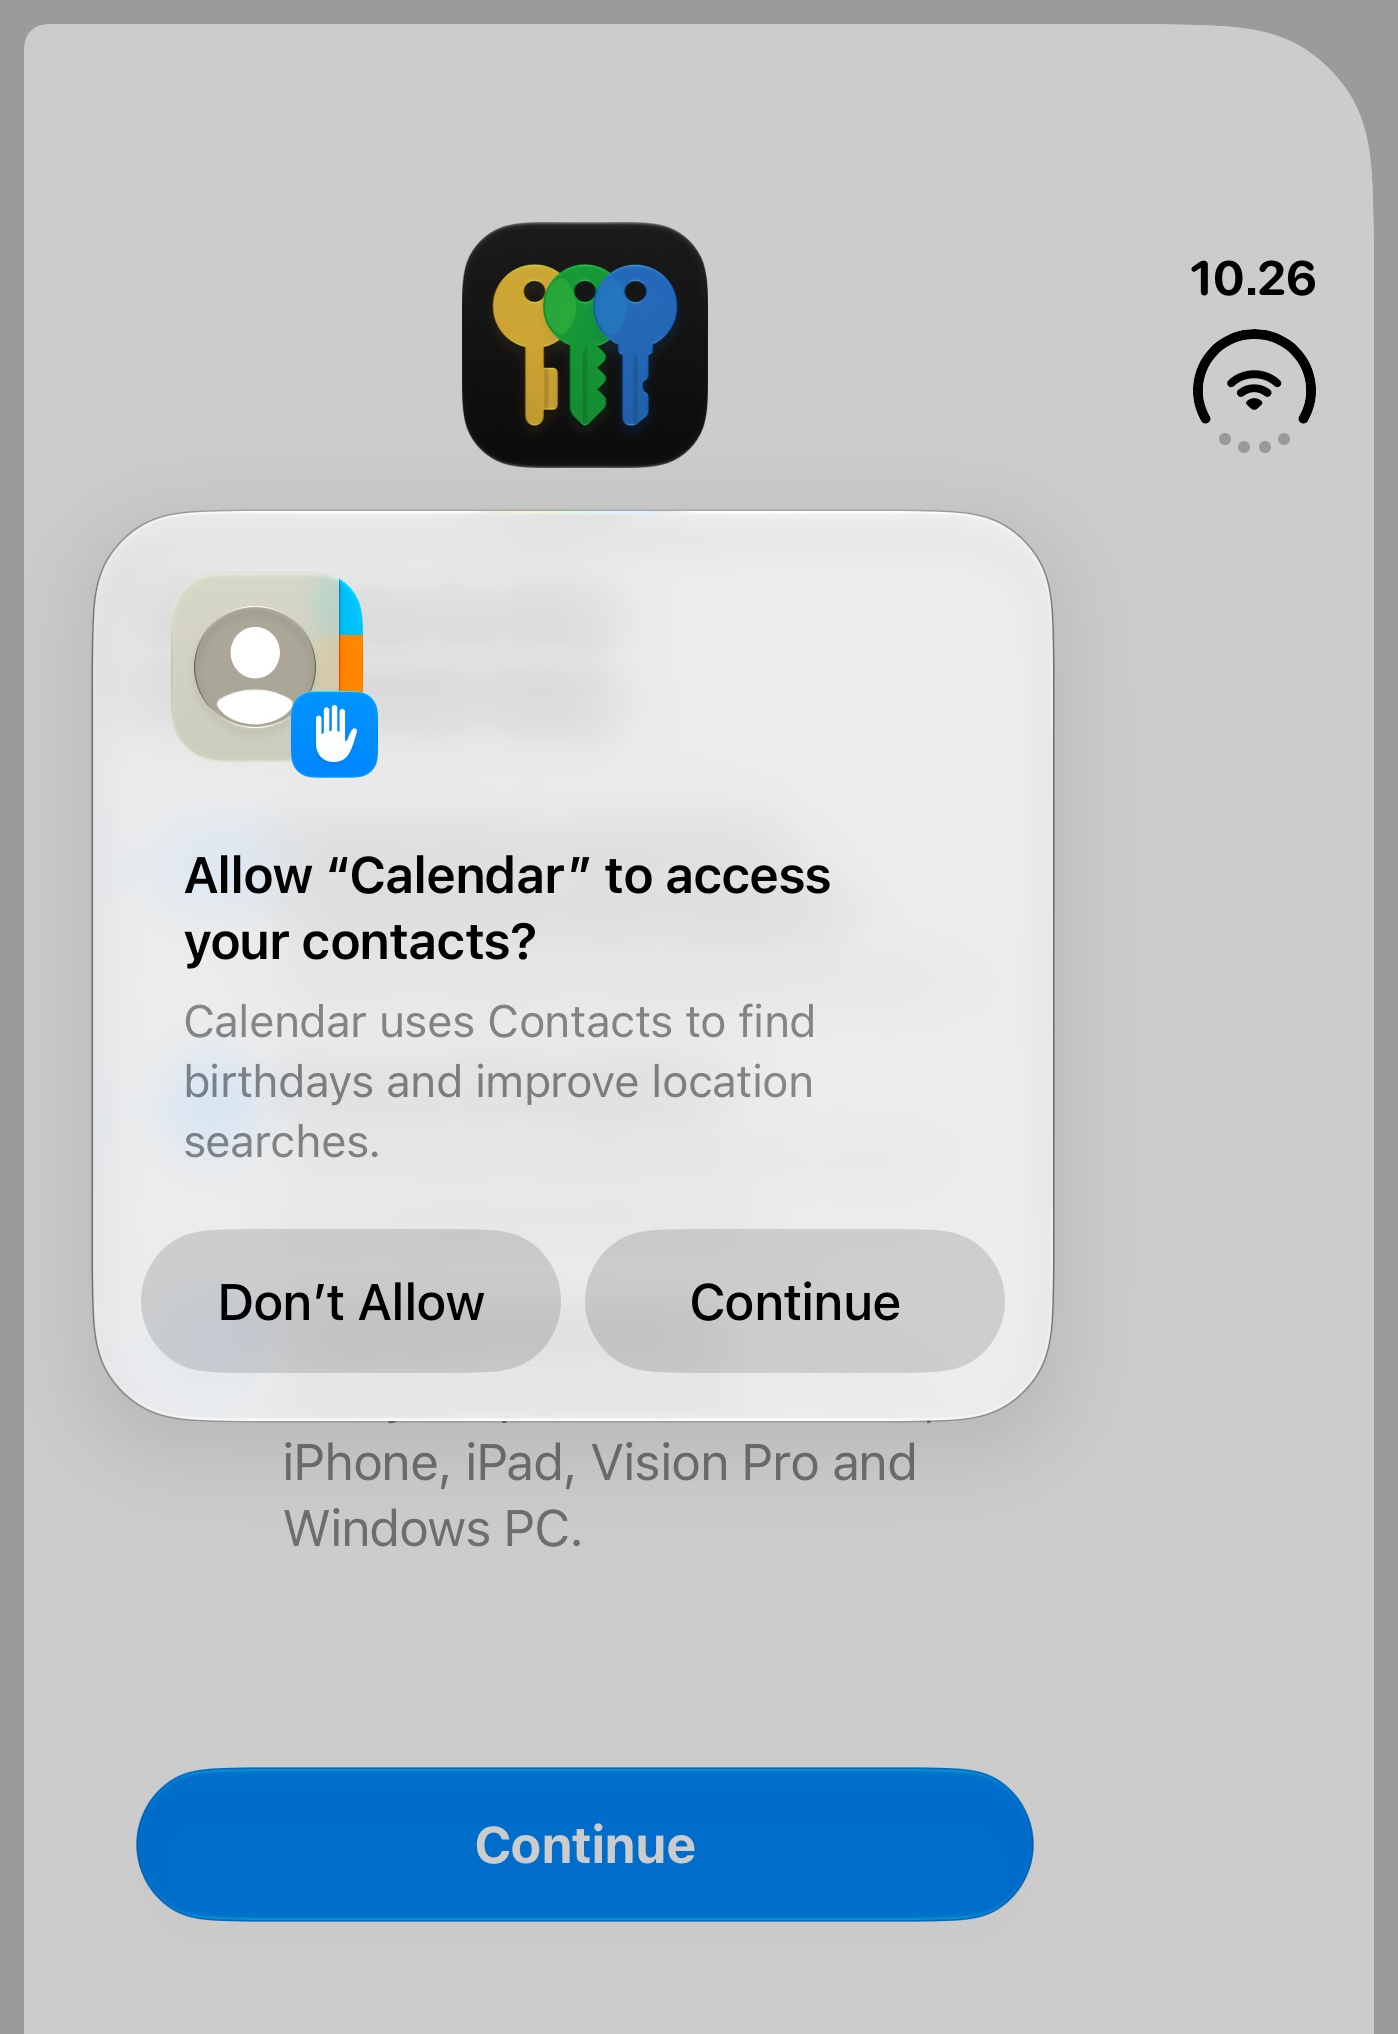 10.26
Allow “Calendar” to access
your contacts?
Calendar uses Contacts to find
birthdays and improve location
searches.
Don’t Allow
Continue
iPhone, iPad, Vision Pro and
Windows PC.
Continue